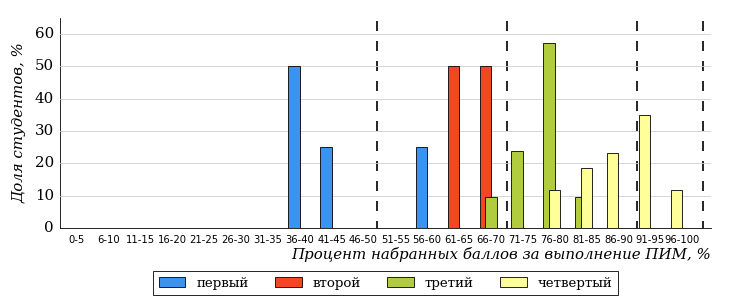 Доля студентов, %
60
50
40
30
20
10
0
0-5 6-10 11-15 16-20 21-25 26-30 31-35 36-40 41-45 46-50 51-55 56-60 61-65 66-70 71-75 76-80 81-85 86-90 91-95 96-100
Процент набранных баллов за выполнение ПИМ, %
первый второй третий четвертый